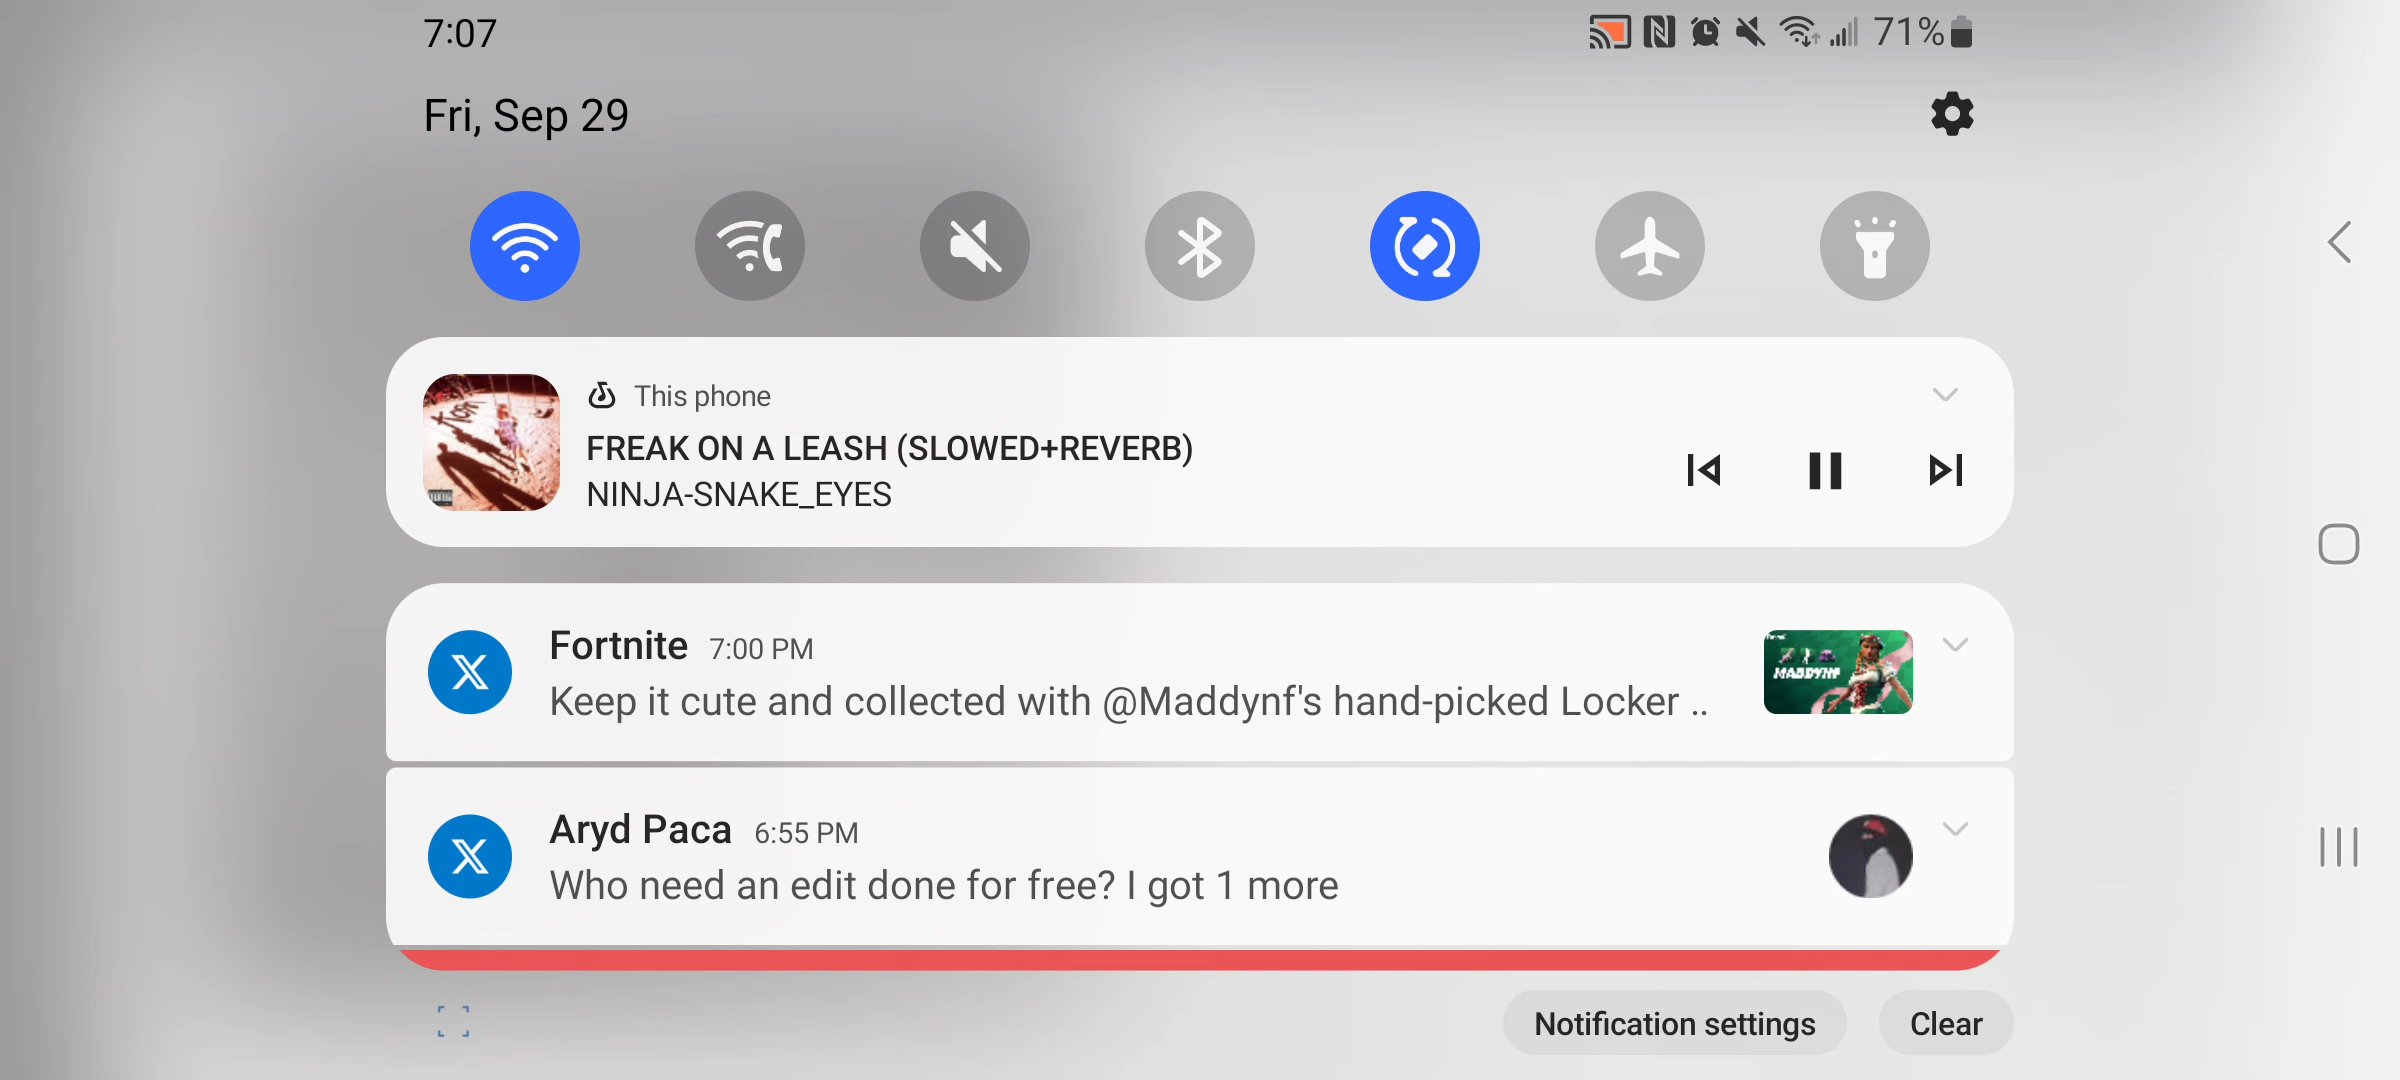 7:07
71%
Fri, Sep 29
This phone
FREAK ON A LEASH (SLOWED+REVERB)
NINJA-SNAKE_EYES
KoЯn
Fortnite 7:00 PM
Keep it cute and collected with @Maddynf's hand-picked Locker ..
MADDYNF
Aryd Paca 6:55 PM
Who need an edit done for free? I got 1 more
Notification settings
Clear